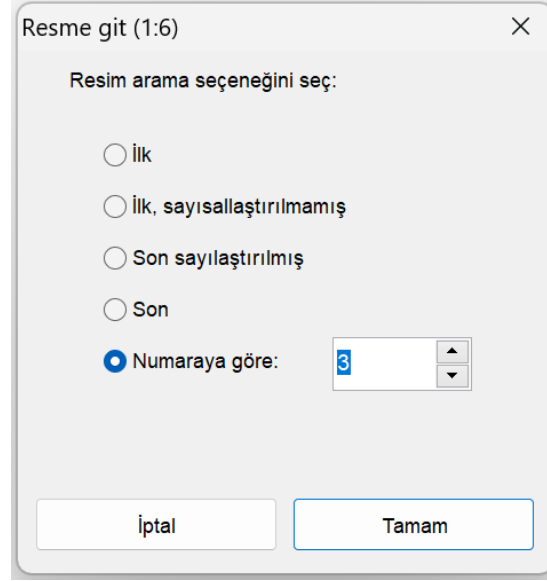 Resme git (1:6)
Resim arama seçeneğini seç:
İlk
İlk, sayısallaştırılmamış
Son sayılaştırılmış
Son
Numaraya göre: 3
İptal Tamam